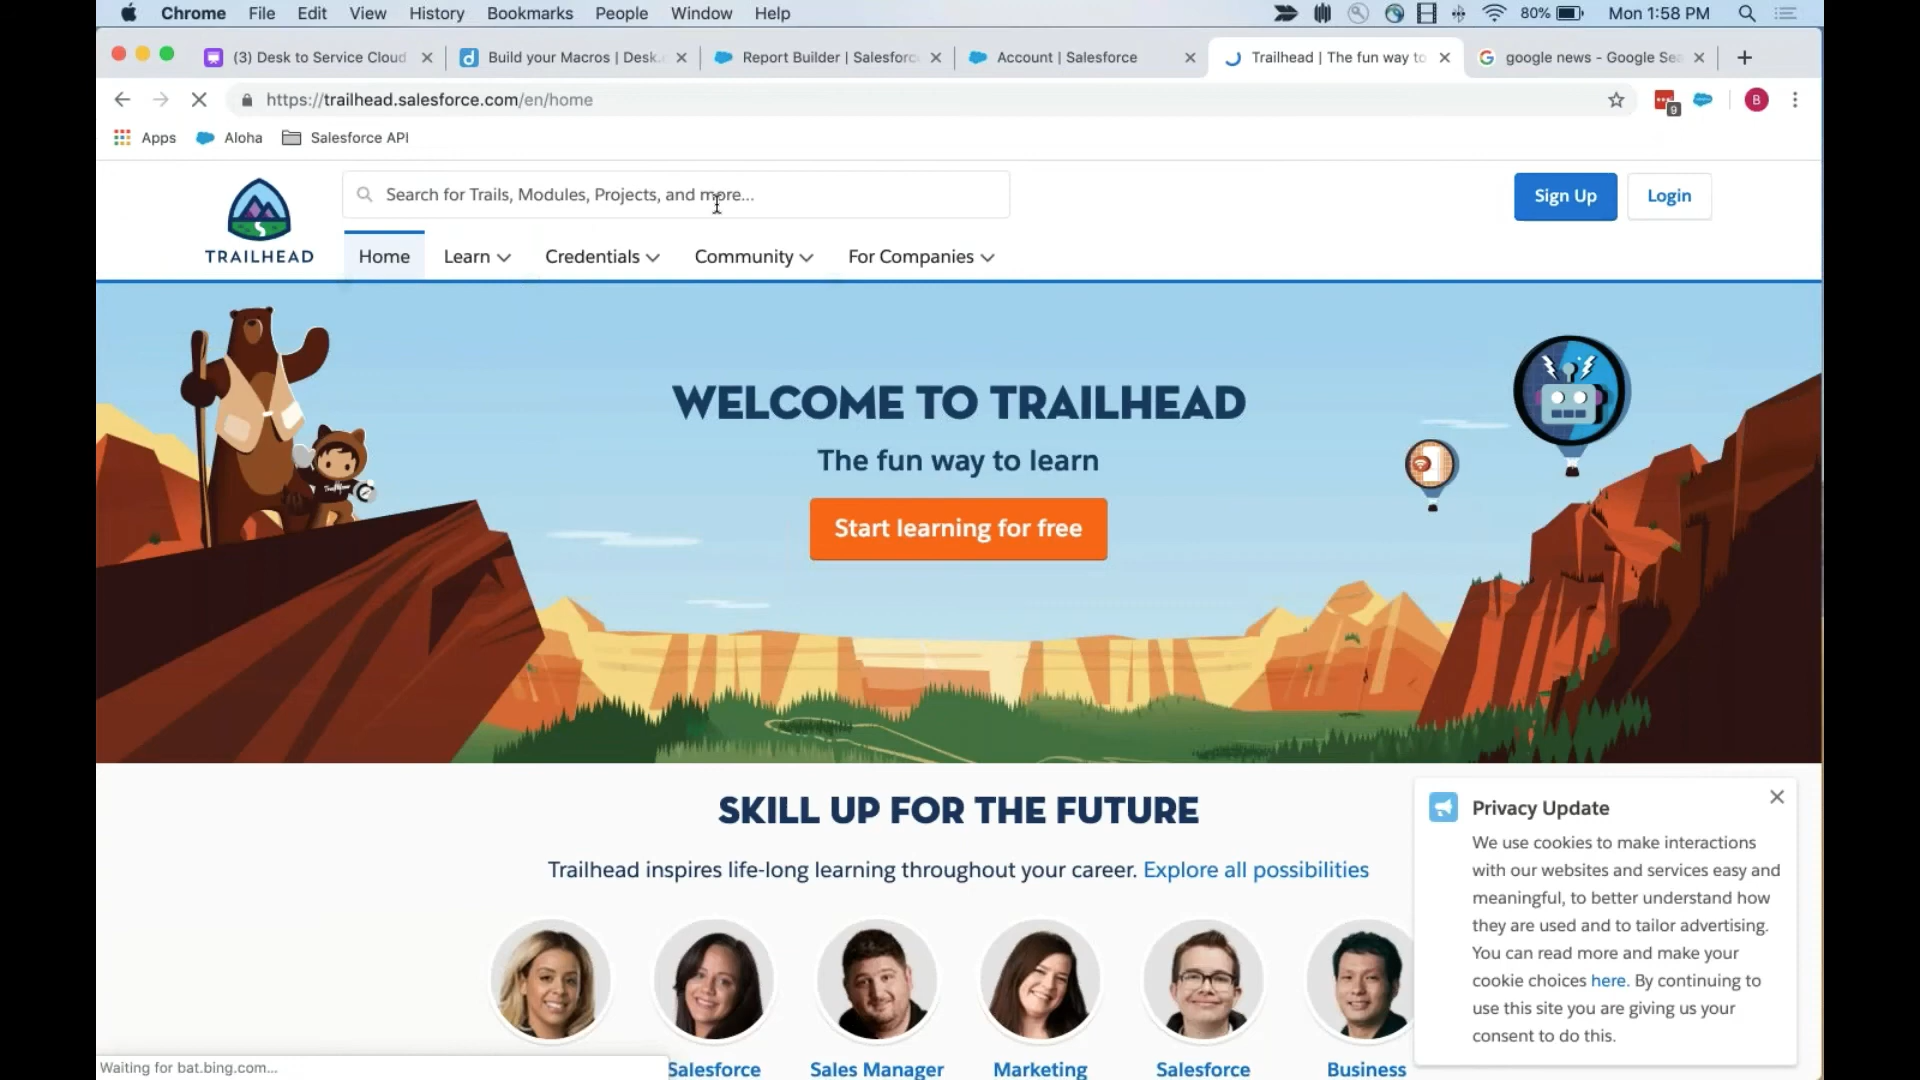 Chrome File Edit View History Bookmarks People Window Help 80% Mon 1:58 PM
(3) Desk to Service Cloud Build your Macros | Desk. Report Builder | Salesforc Account | Salesforce Trailhead | The fun way to google news - Google Sea
https://trailhead.salesforce.com/en/home 9 B
Apps Aloha Salesforce API
Search for Trails, Modules, Projects, and more...
Sign Up Login
TRAILHEAD
Home Learn Credentials Community For Companies
WELCOME TO TRAILHEAD
The fun way to learn
Start learning for free
SKILL UP FOR THE FUTURE
Trailhead inspires life-long learning throughout your career. Explore all possibilities
Privacy Update
We use cookies to make interactions
with our websites and services easy and
meaningful, to better understand how
they are used and to tailor advertising.
You can read more and make your
cookie choices here. By continuing to
use this site you are giving us your
consent to do this.
Salesforce Sales Manager Marketing Salesforce Business
Waiting for bat.bing.com...